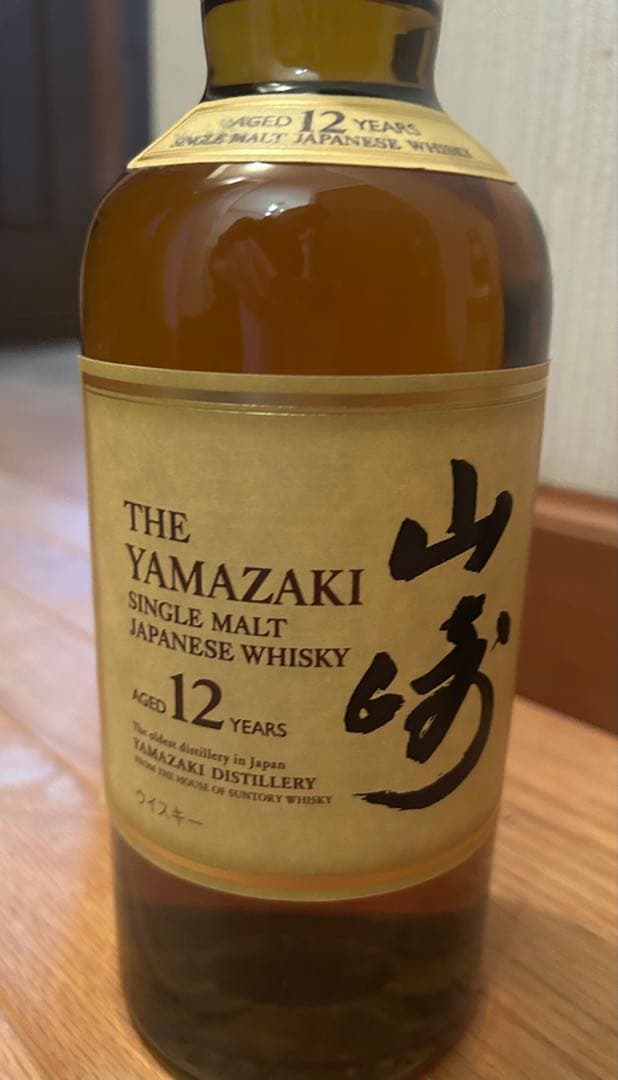 AGED 12 YEARS
SINGLE MALT JAPANESE WHISKY
THE
YAMAZAKI
SINGLE MALT
JAPANESE WHISKY
AGED 12 YEARS
The oldest distillery in Japan
YAMAZAKI DISTILLERY
FROM THE HOUSE OF SUNTORY WHISKY
ウイスキー
山崎